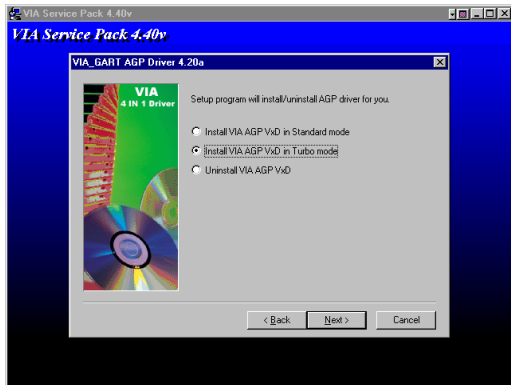 VIA Service Pack 4.40v
VIA Service Pack 4.40v
VIA_GART AGP Driver 4.20a
VIA
4 IN 1 Driver
Setup program will install/uninstall AGP driver for you.
Install VIA AGP VxD in Standard mode
Install VIA AGP VxD in Turbo mode
Uninstall VIA AGP VxD
< Back
Next >
Cancel